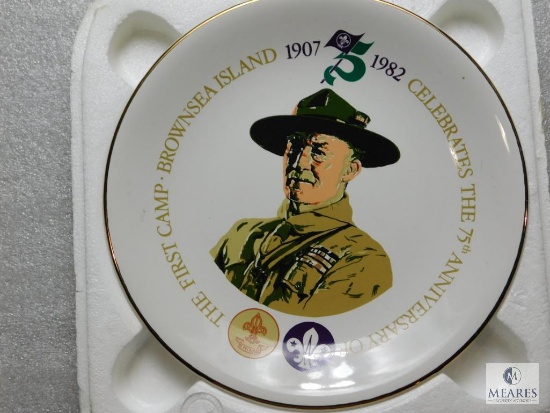 THE FIRST CAMP · BROWNSEA ISLAND 1907
1982 CELEBRATES THE 75th ANNIVERSARY OF
M
MEARES